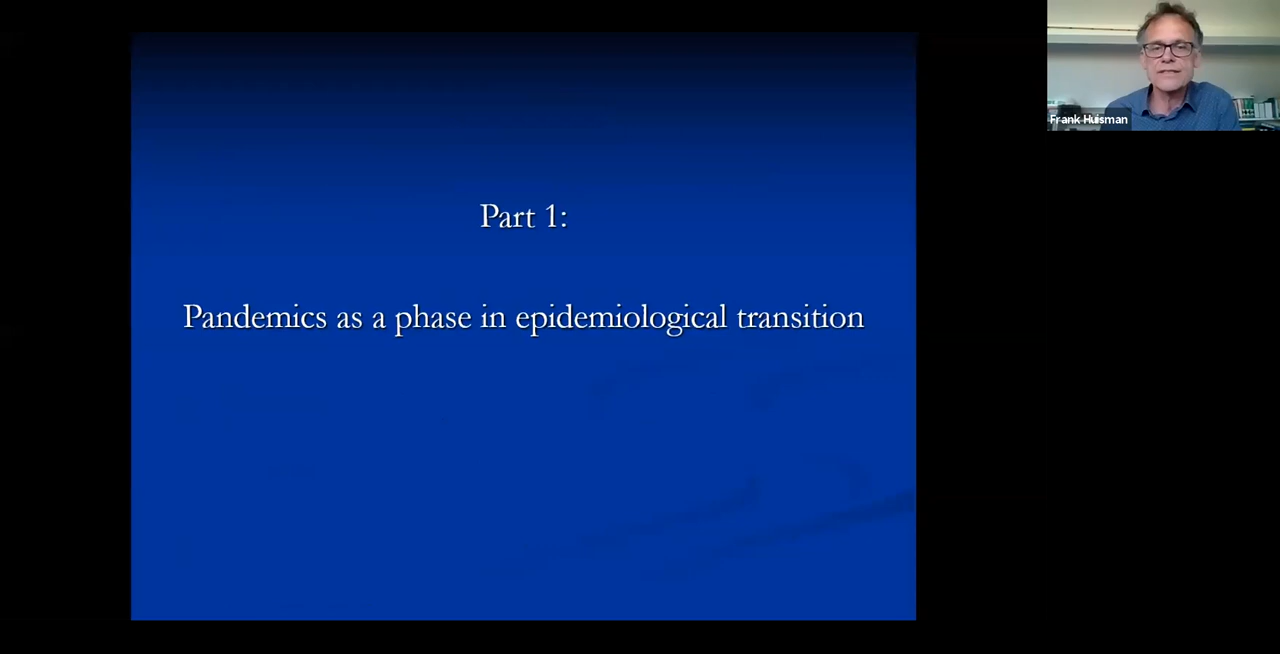 Part 1:
Pandemics as a phase in epidemiological transition
Frank Huisman